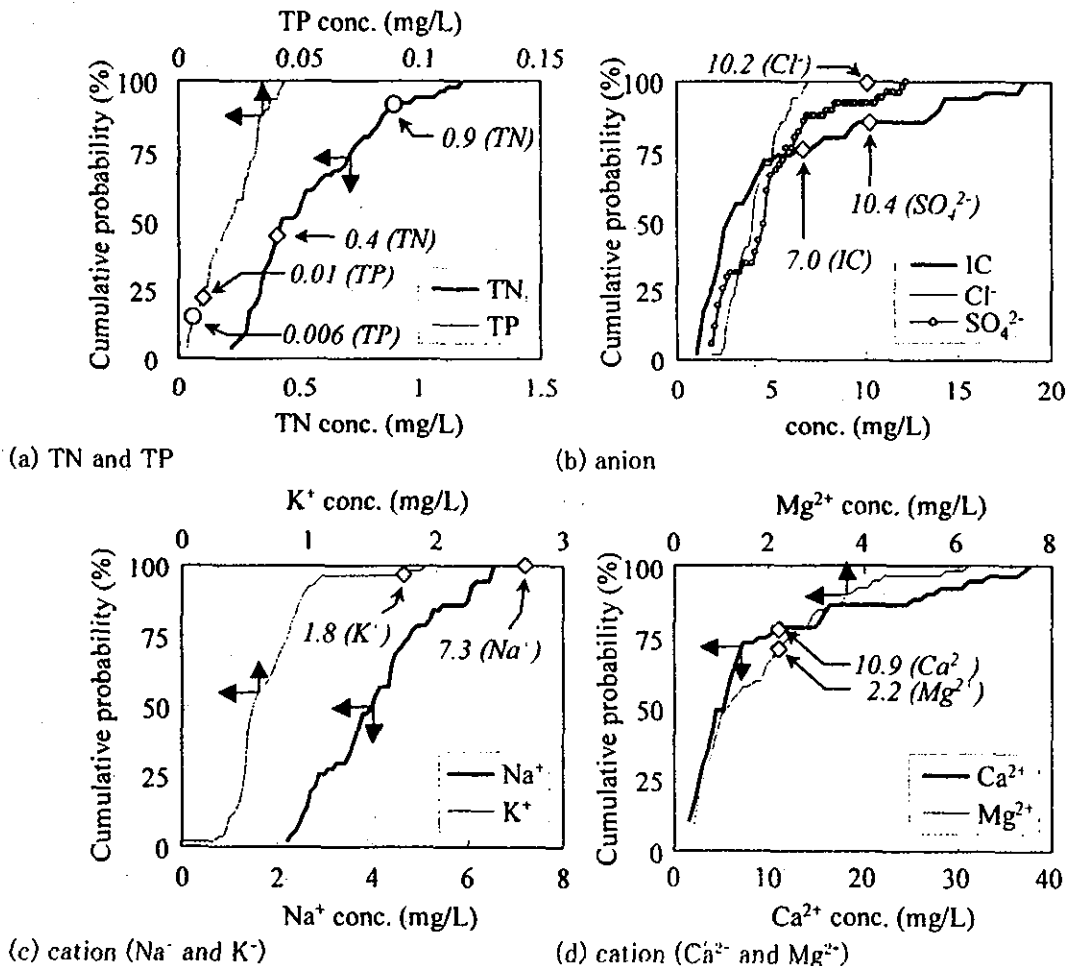 TP conc. (mg/L)
0 0.05 0.1 0.15
Cumulative probability (%)
100
75
50
25
0
0.9 (TN)
0.4 (TN)
0.01 (TP)
0.006 (TP)
TN
TP
0 0.5 1 1.5
TN conc. (mg/L)
(a) TN and TP
Cumulative probability (%)
100
75
50
25
0
10.2 (Cl⁻)
10.4 (SO₄²⁻)
7.0 (IC)
IC
Cl⁻
SO₄²⁻
0 5 10 15 20
conc. (mg/L)
(b) anion
K⁺ conc. (mg/L)
0 1 2 3
Cumulative probability (%)
100
75
50
25
0
1.8 (K⁺)
7.3 (Na⁺)
Na⁺
K⁺
0 2 4 6 8
Na⁺ conc. (mg/L)
(c) cation (Na⁺ and K⁺)
Mg²⁺ conc. (mg/L)
0 2 4 6 8
Cumulative probability (%)
100
75
50
25
0
10.9 (Ca²⁺)
2.2 (Mg²⁺)
Ca²⁺
Mg²⁺
0 10 20 30 40
Ca²⁺ conc. (mg/L)
(d) cation (Ca²⁺ and Mg²⁺)